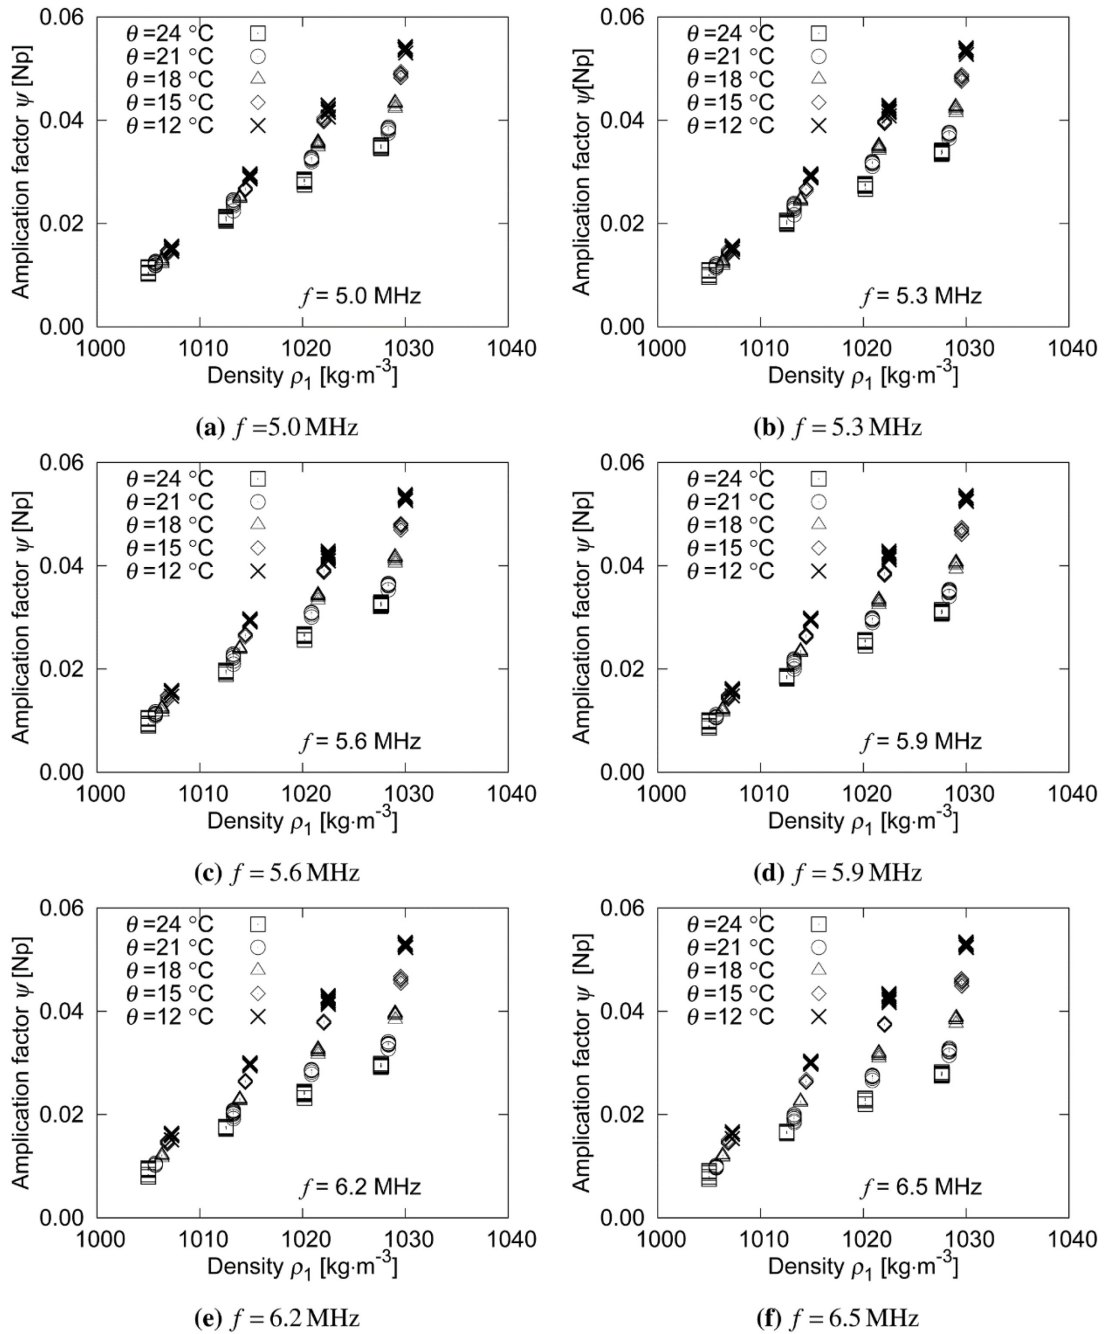 Amplication factor ψ [Np]
0.06
0.04
0.02
0.00
θ=24 °C
θ=21 °C
θ=18 °C
θ=15 °C
θ=12 °C
f = 5.0 MHz
1000 1010 1020 1030 1040
Density ρ1 [kg·m-3]
(a) f =5.0 MHz
Amplication factor ψ[Np]
0.06
0.04
0.02
0.00
θ=24 °C
θ=21 °C
θ=18 °C
θ=15 °C
θ=12 °C
f = 5.3 MHz
1000 1010 1020 1030 1040
Density ρ1 [kg·m-3]
(b) f = 5.3 MHz
Amplication factor ψ [Np]
0.06
0.04
0.02
0.00
θ=24 °C
θ=21 °C
θ=18 °C
θ=15 °C
θ=12 °C
f = 5.6 MHz
1000 1010 1020 1030 1040
Density ρ1 [kg·m-3]
(c) f = 5.6 MHz
Amplication factor ψ [Np]
0.06
0.04
0.02
0.00
θ=24 °C
θ=21 °C
θ=18 °C
θ=15 °C
θ=12 °C
f = 5.9 MHz
1000 1010 1020 1030 1040
Density ρ1 [kg·m-3]
(d) f = 5.9 MHz
Amplication factor ψ [Np]
0.06
0.04
0.02
0.00
θ=24 °C
θ=21 °C
θ=18 °C
θ=15 °C
θ=12 °C
f = 6.2 MHz
1000 1010 1020 1030 1040
Density ρ1 [kg·m-3]
(e) f = 6.2 MHz
Amplication factor ψ [Np]
0.06
0.04
0.02
0.00
θ=24 °C
θ=21 °C
θ=18 °C
θ=15 °C
θ=12 °C
f = 6.5 MHz
1000 1010 1020 1030 1040
Density ρ1 [kg·m-3]
(f) f = 6.5 MHz